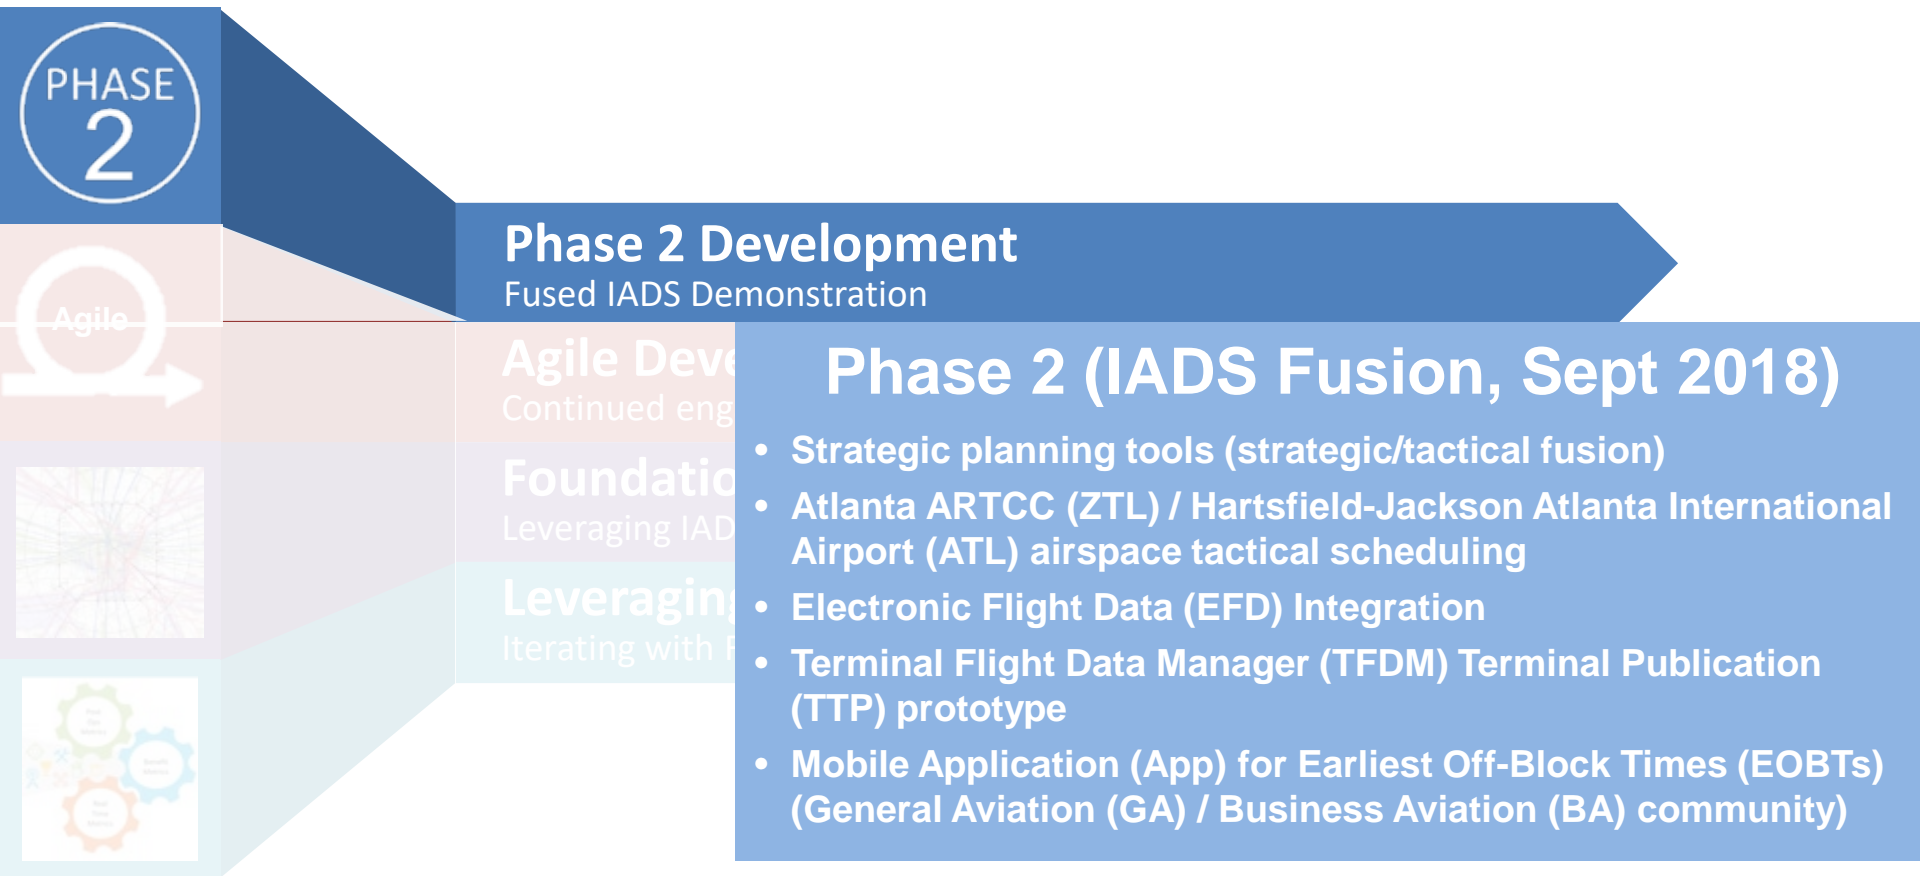 PHASE
2
Phase 2 Development
Fused IADS Demonstration
Agile
Agile Deve
Continued eng
Foundatio
Leveraging IAD
Leveraging
Iterating with
Phase 2 (IADS Fusion, Sept 2018)
• Strategic planning tools (strategic/tactical fusion)
• Atlanta ARTCC (ZTL) / Hartsfield-Jackson Atlanta International
Airport (ATL) airspace tactical scheduling
• Electronic Flight Data (EFD) Integration
• Terminal Flight Data Manager (TFDM) Terminal Publication
(TTP) prototype
• Mobile Application (App) for Earliest Off-Block Times (EOBTs)
(General Aviation (GA) / Business Aviation (BA) community)